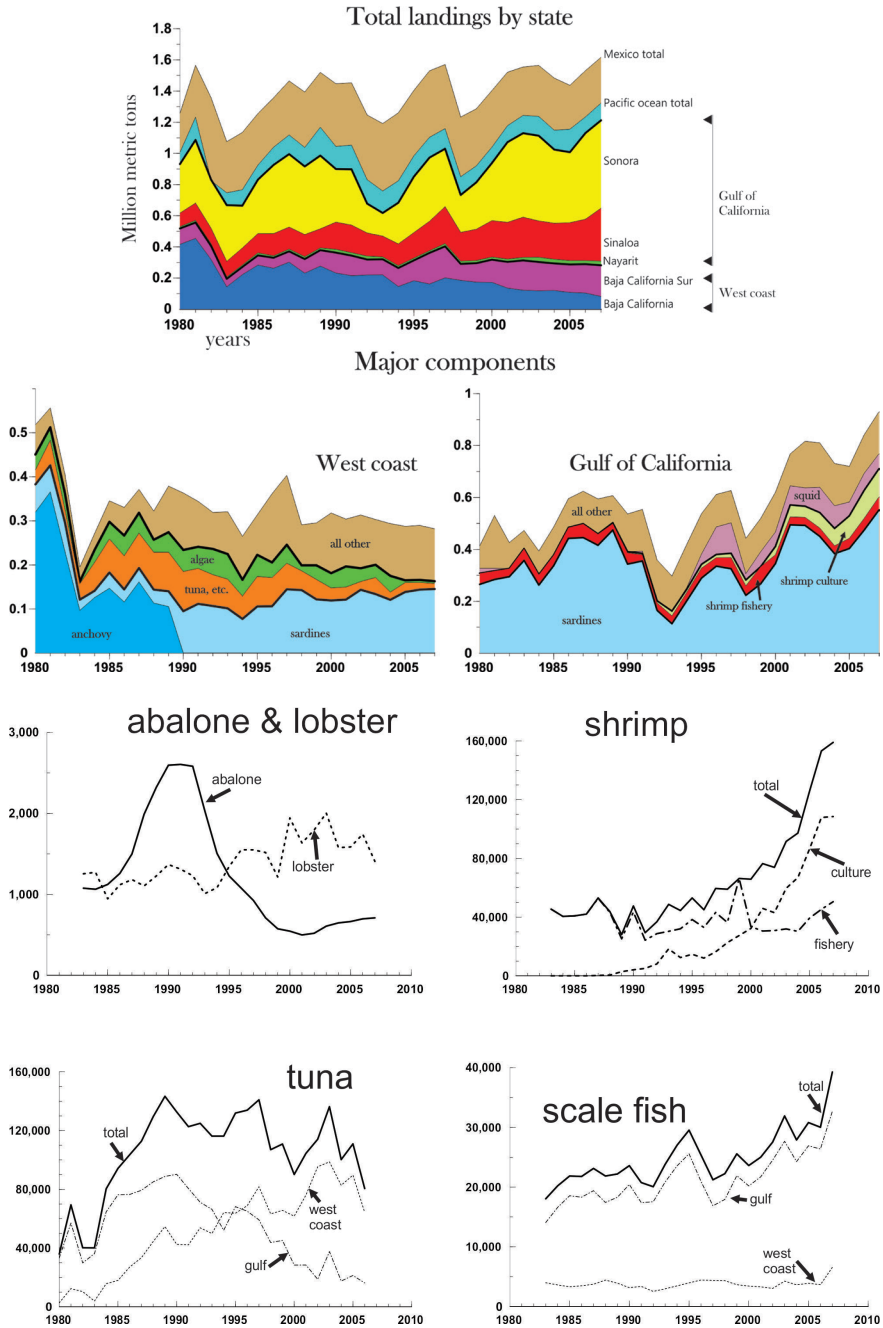 Total landings by state
Million metric tons
1.8
1.6
1.4
1.2
1
0.8
0.6
0.4
0.2
0
1980 1985 1990 1995 2000 2005
years
Mexico total
Pacific ocean total
Sonora
Sinaloa
Nayarit
Baja California Sur
Baja California
Gulf of
California
West coast
Major components
West coast
0.5
0.4
0.3
0.2
0.1
0
1980 1985 1990 1995 2000 2005
algae
all other
tuna, etc.
anchovy
sardines
Gulf of California
1
0.8
0.6
0.4
0.2
0
1980 1985 1990 1995 2000 2005
all other
squid
shrimp culture
shrimp fishery
sardines
abalone & lobster
3,000
2,000
1,000
0
1980 1985 1990 1995 2000 2005 2010
abalone
lobster
shrimp
160,000
120,000
80,000
40,000
0
1980 1985 1990 1995 2000 2005 2010
total
culture
fishery
tuna
160,000
120,000
80,000
40,000
0
1980 1985 1990 1995 2000 2005 2010
total
west
coast
gulf
scale fish
40,000
30,000
20,000
10,000
0
1980 1985 1990 1995 2000 2005 2010
total
gulf
west
coast